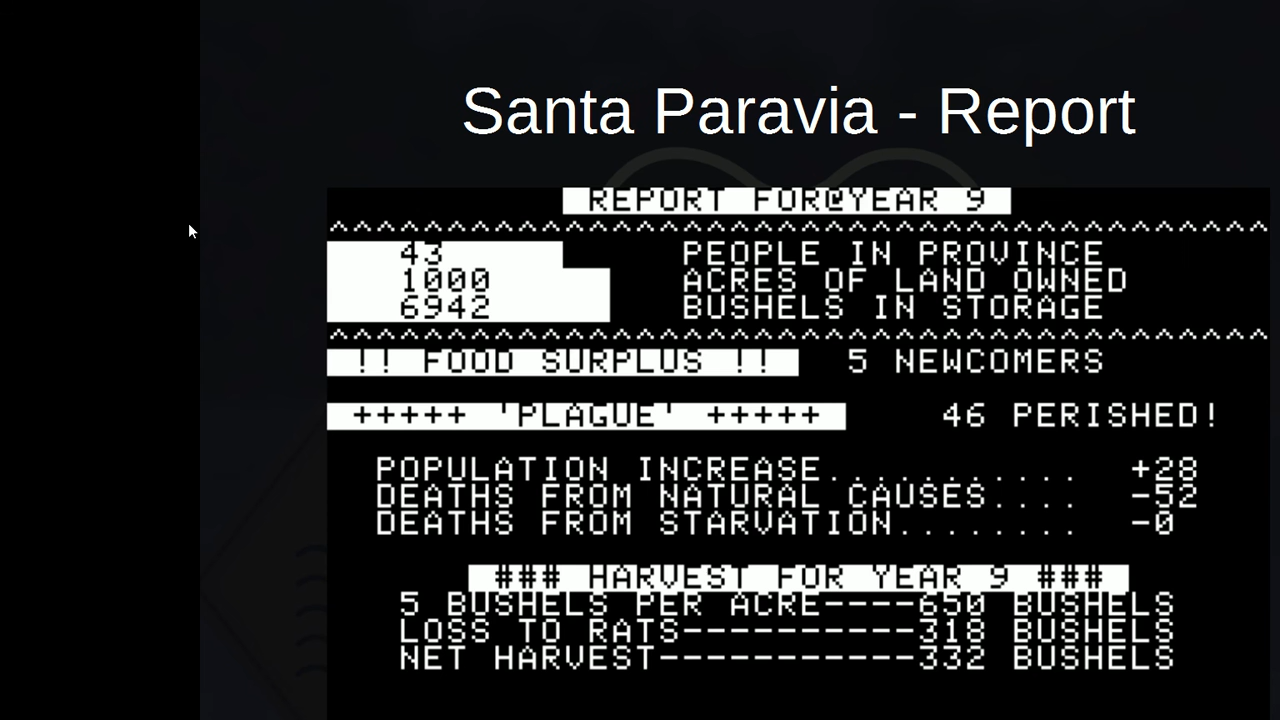 Santa Paravia - Report
REPORT FOR@YEAR 9
^^^^^^^^^^^^^^^^^^^^^^^^^^^^^^^^^^^^^^^^
43 PEOPLE IN PROVINCE
1000 ACRES OF LAND OWNED
6942 BUSHELS IN STORAGE
^^^^^^^^^^^^^^^^^^^^^^^^^^^^^^^^^^^^^^^^
!! FOOD SURPLUS !! 5 NEWCOMERS
+++++ 'PLAGUE' +++++ 46 PERISHED!
POPULATION INCREASE........... +28
DEATHS FROM NATURAL CAUSES.... -52
DEATHS FROM STARVATION........ -0
### HARVEST FOR YEAR 9 ###
5 BUSHELS PER ACRE----650 BUSHELS
LOSS TO RATS----------318 BUSHELS
NET HARVEST-----------332 BUSHELS